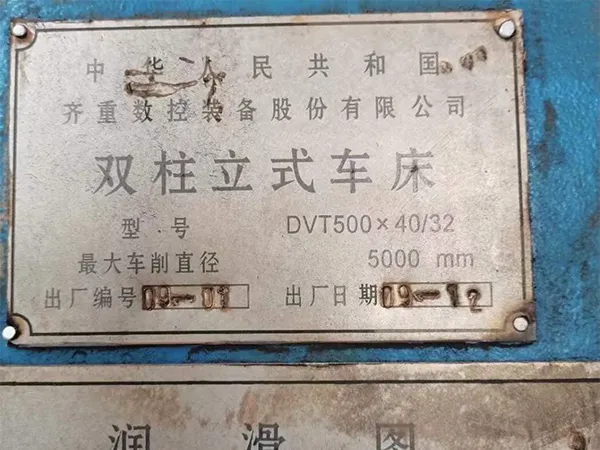 中华人民共和国
齐重数控装备股份有限公司
双柱立式车床
型号 DVT500×40/32
最大车削直径 5000 mm
出厂编号 09-01 出厂日期 09-12
润滑图